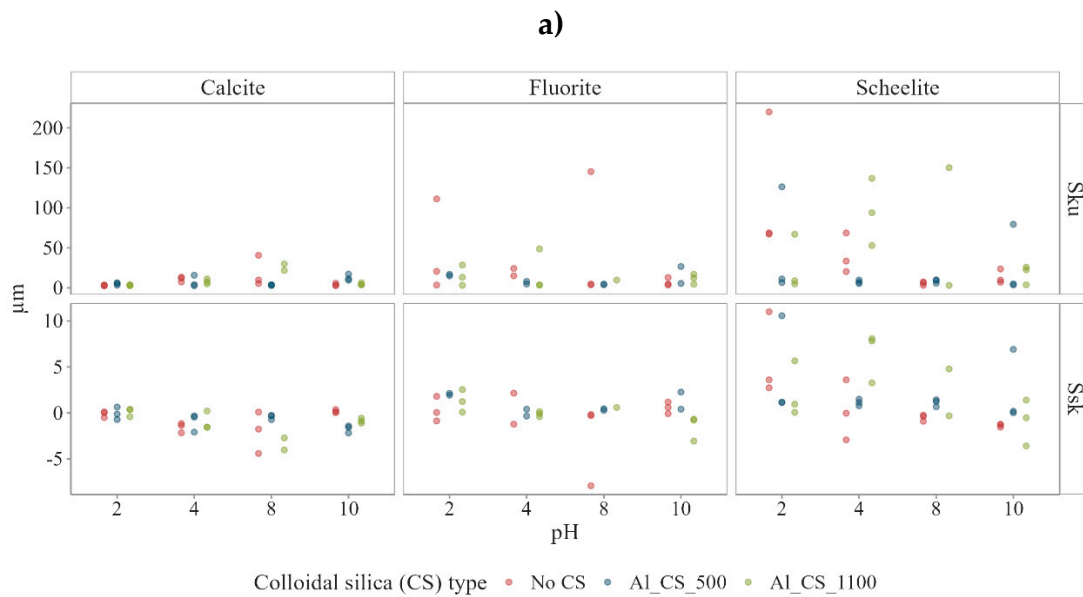 a)
Calcite Fluorite Scheelite
200
150
100
50
0
Sku
µm
10
5
0
-5
Ssk
2 4 8 10 2 4 8 10 2 4 8 10
pH
Colloidal silica (CS) type No CS Al_CS_500 Al_CS_1100